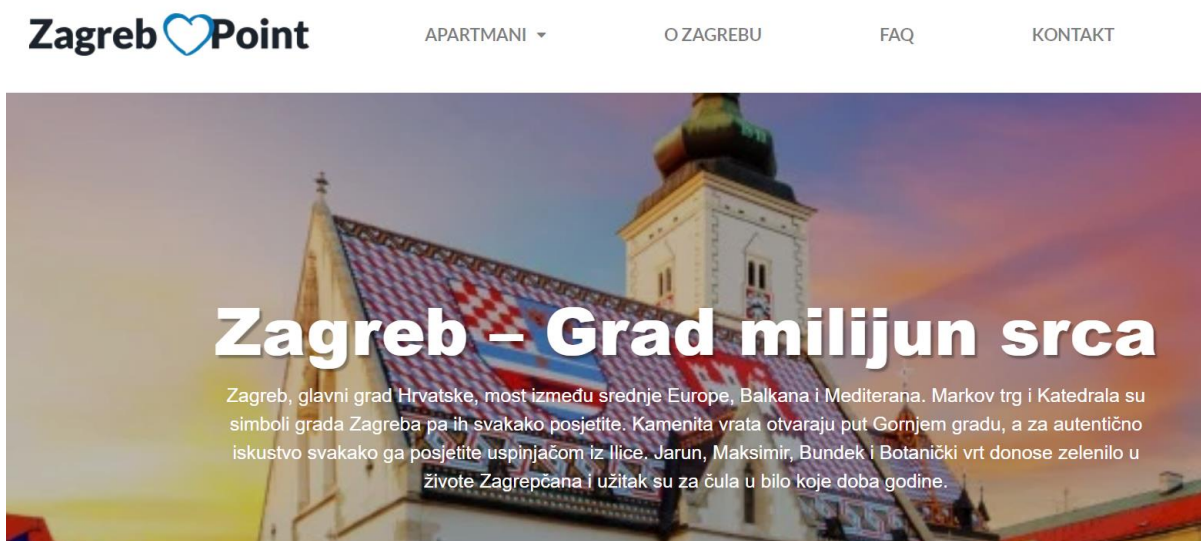 Zagreb Point
APARTMANI
O ZAGREBU
FAQ
KONTAKT
Zagreb – Grad milijun srca
Zagreb, glavni grad Hrvatske, most između srednje Europe, Balkana i Mediterana. Markov trg i Katedrala su
simboli grada Zagreba pa ih svakako posjetite. Kamenita vrata otvaraju put Gornjem gradu, a za autentično
iskustvo svakako ga posjetite uspinjačom iz Ilice. Jarun, Maksimir, Bundek i Botanički vrt donose zelenilo u
živote Zagrepčana i užitak su za čula u bilo koje doba godine.